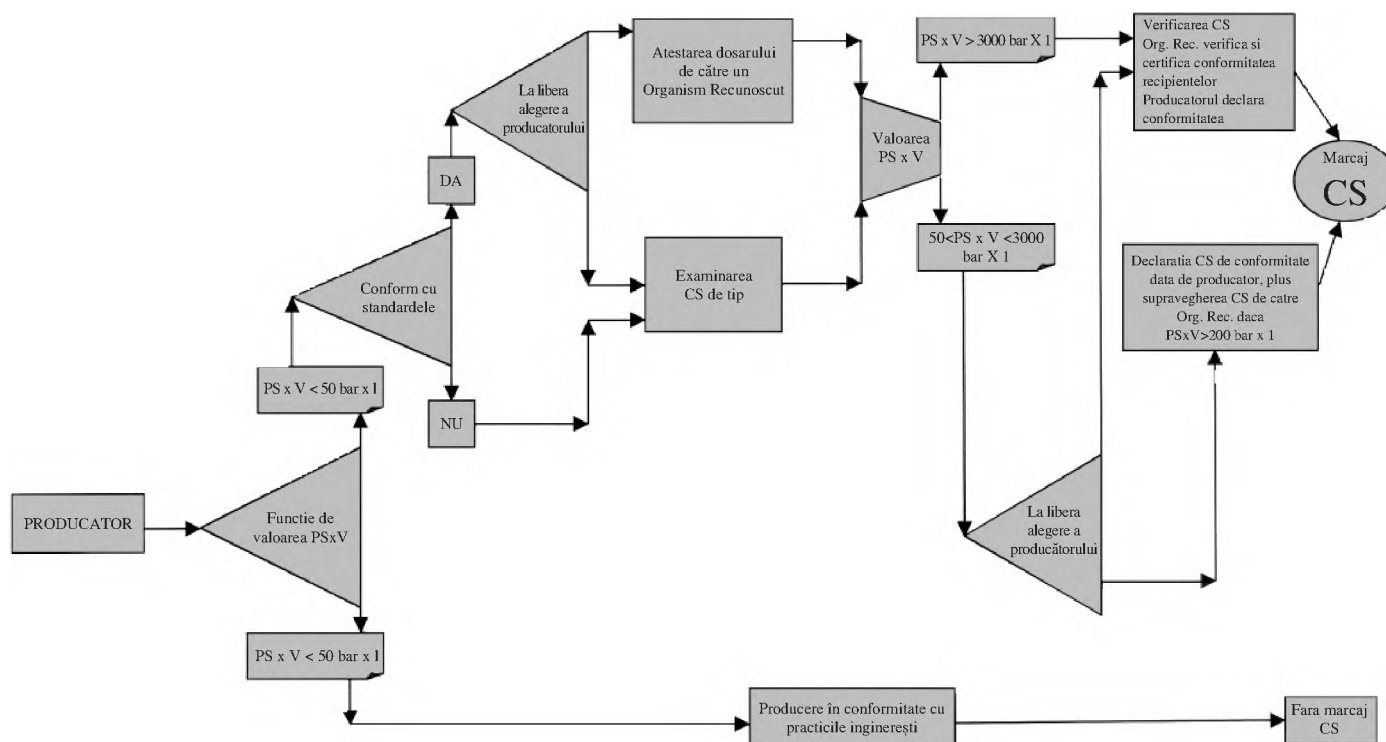 PRODUCATOR
Functie de
valoarea PSxV
PS x V < 50 bar x l
PS x V < 50 bar x l
Conform cu
standardele
DA
NU
La libera
alegere a
producatorului
Atestarea dosarului
de către un
Organism Recunoscut
Examinarea
CS de tip
Valoarea
PS x V
PS x V > 3000 bar X 1
50<PS x V <3000
bar X 1
La libera
alegere a
producătorului
Verificarea CS
Org. Rec. verifica si
certifica conformitatea
recipientelor
Producatorul declara
conformitatea
Declaratia CS de conformitate
data de producator, plus
supravegherea CS de catre
Org. Rec. daca
PSxV>200 bar x 1
Marcaj
CS
Producere în conformitate cu
practicile inginerești
Fara marcaj
CS